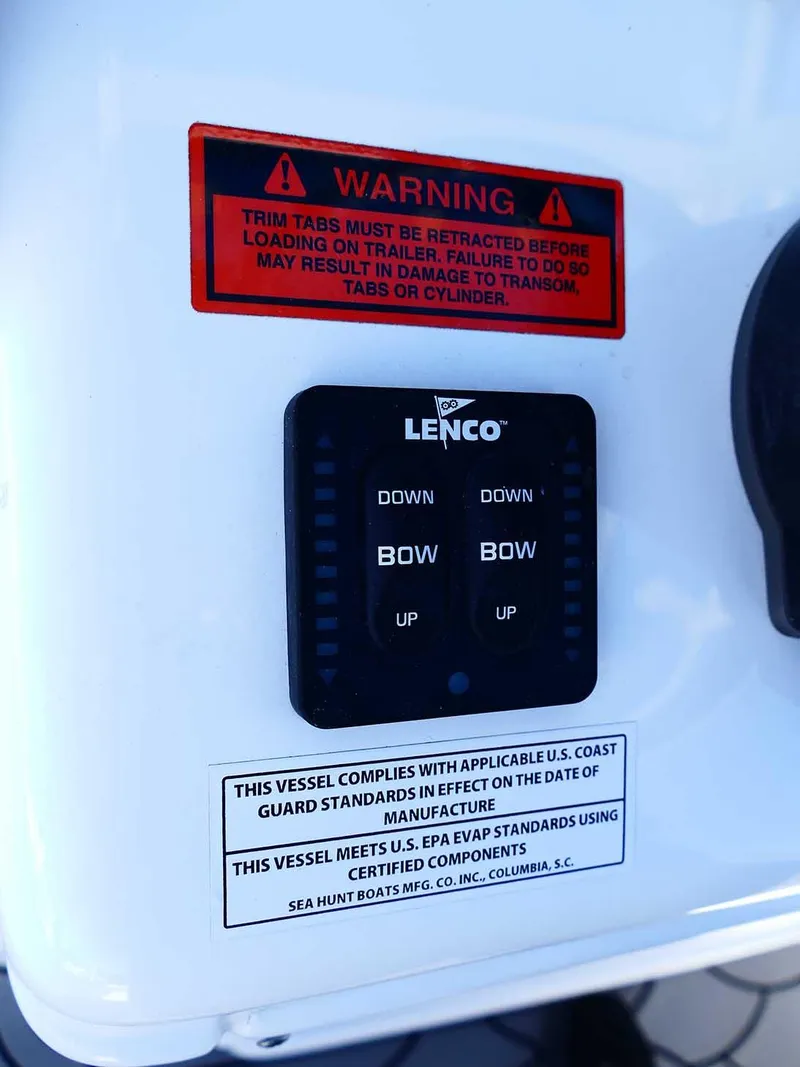 WARNING
TRIM TABS MUST BE RETRACTED BEFORE
LOADING ON TRAILER. FAILURE TO DO SO
MAY RESULT IN DAMAGE TO TRANSOM,
TABS OR CYLINDER.
LENCO™
DOWN DOWN
BOW BOW
UP UP
THIS VESSEL COMPLIES WITH APPLICABLE U.S. COAST
GUARD STANDARDS IN EFFECT ON THE DATE OF
MANUFACTURE
THIS VESSEL MEETS U.S. EPA EVAP STANDARDS USING
CERTIFIED COMPONENTS
SEA HUNT BOATS MFG. CO. INC., COLUMBIA, S.C.